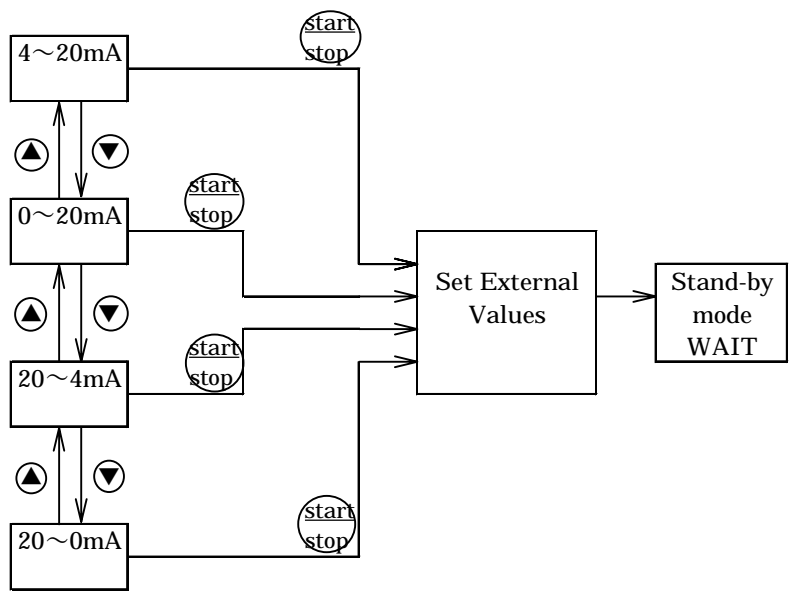 start
stop
4～20mA
start
stop
0～20mA
Set External
Values
Stand-by
mode
WAIT
start
stop
20～4mA
start
stop
20～0mA